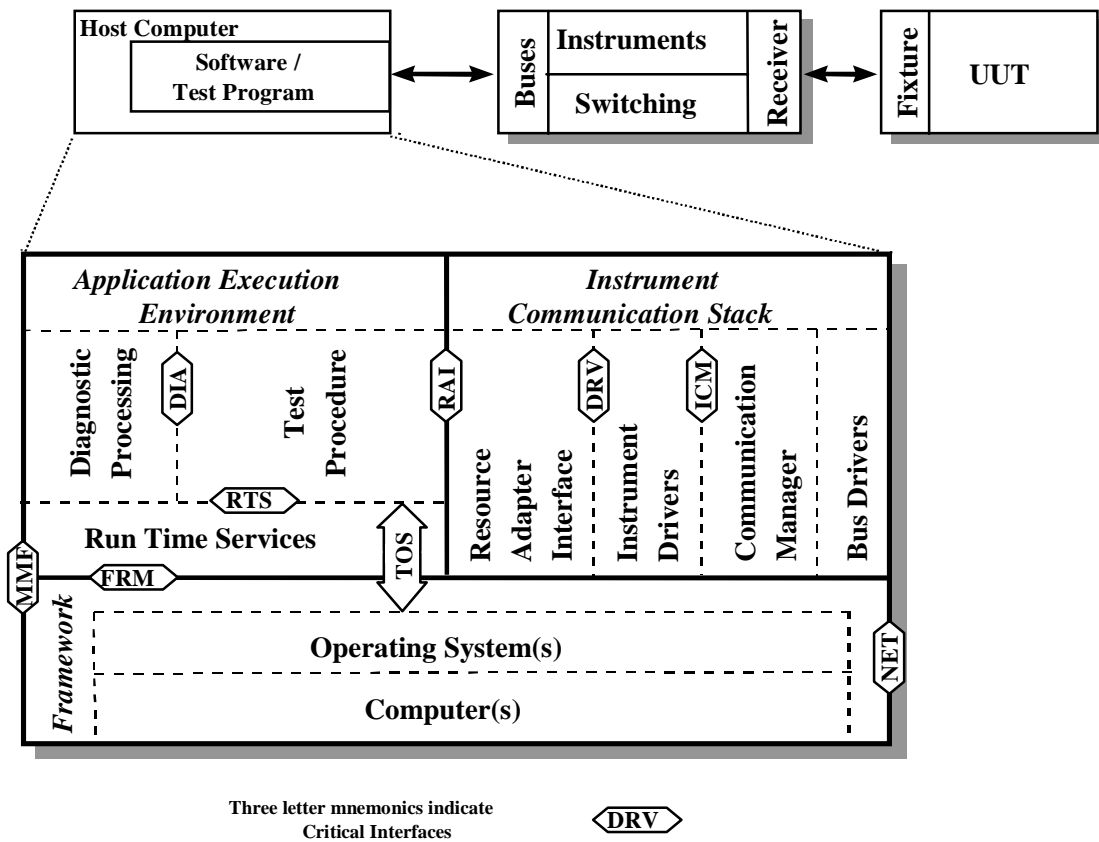 Host Computer
Software /
Test Program
Buses
Instruments
Switching
Receiver
Fixture
UUT
Application Execution
Environment
Instrument
Communication Stack
Diagnostic
Processing
DIA
Test
Procedure
RAI
Resource
Adapter
Interface
DRV
Instrument
Drivers
ICM
Communication
Manager
Bus Drivers
RTS
Run Time Services
TOS
MMF
FRM
Framework
Operating System(s)
Computer(s)
NET
Three letter mnemonics indicate
Critical Interfaces
DRV